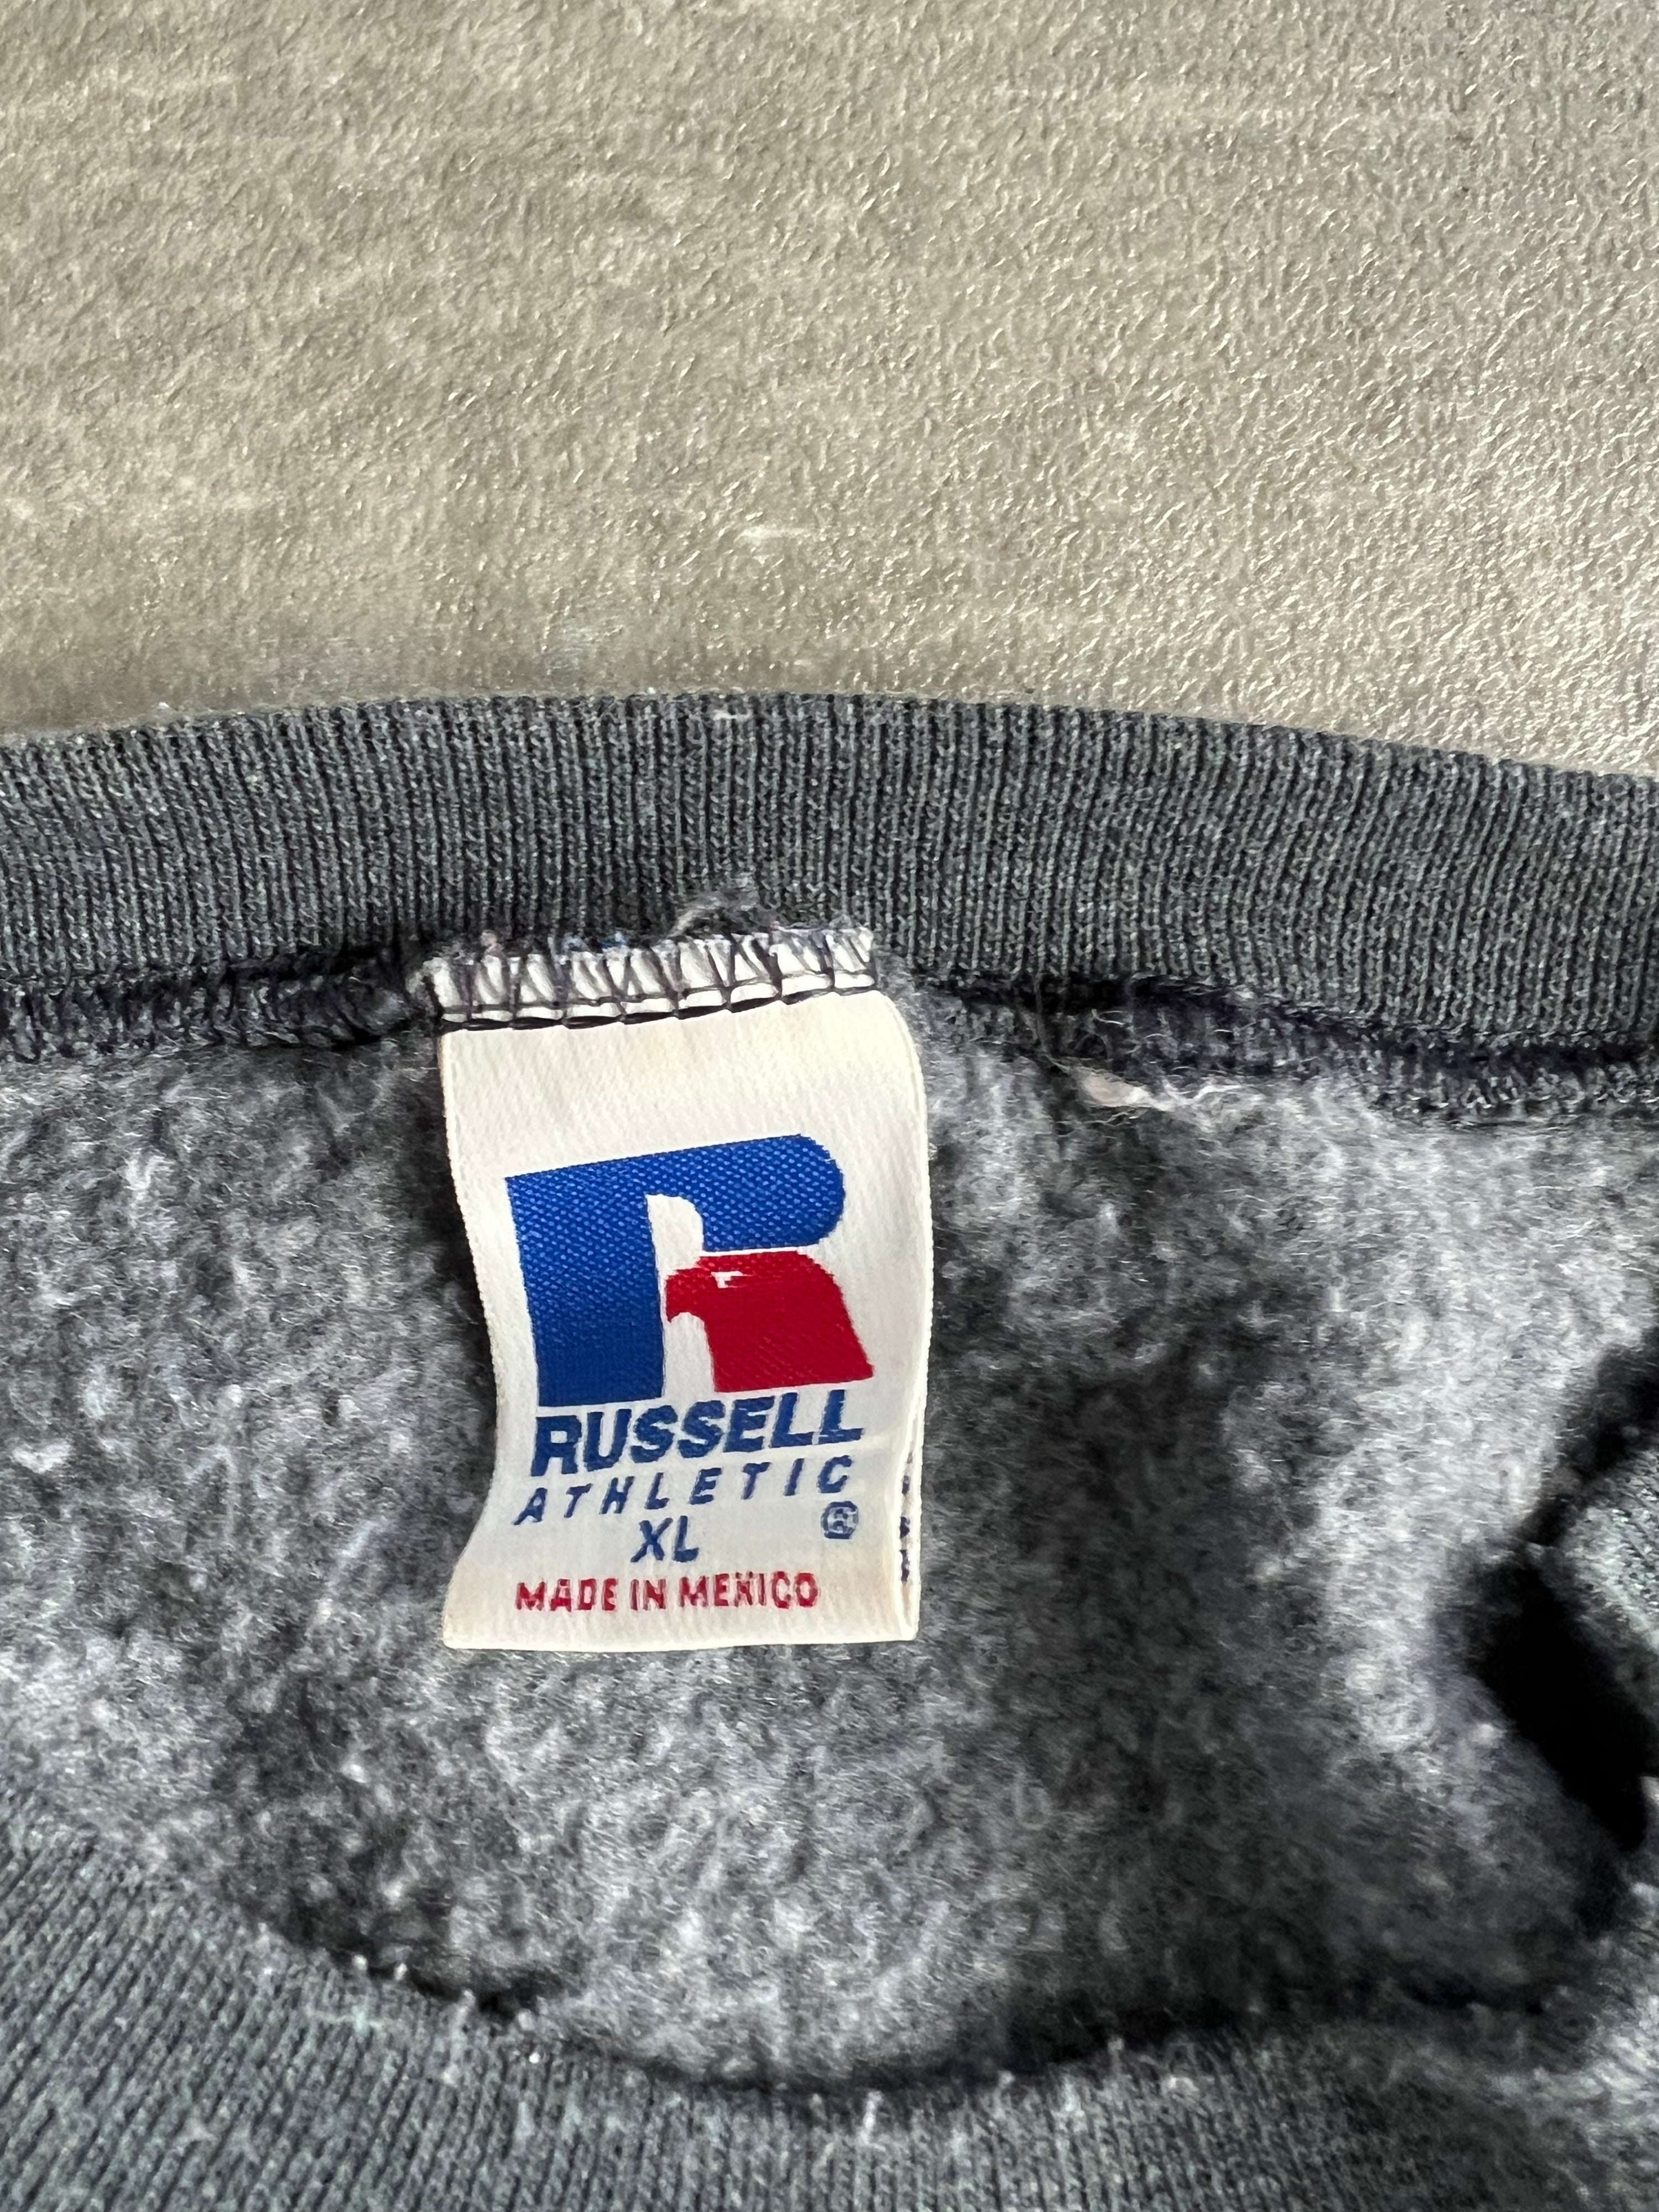 RUSSELL
ATHLETIC
XL ®
MADE IN MEXICO